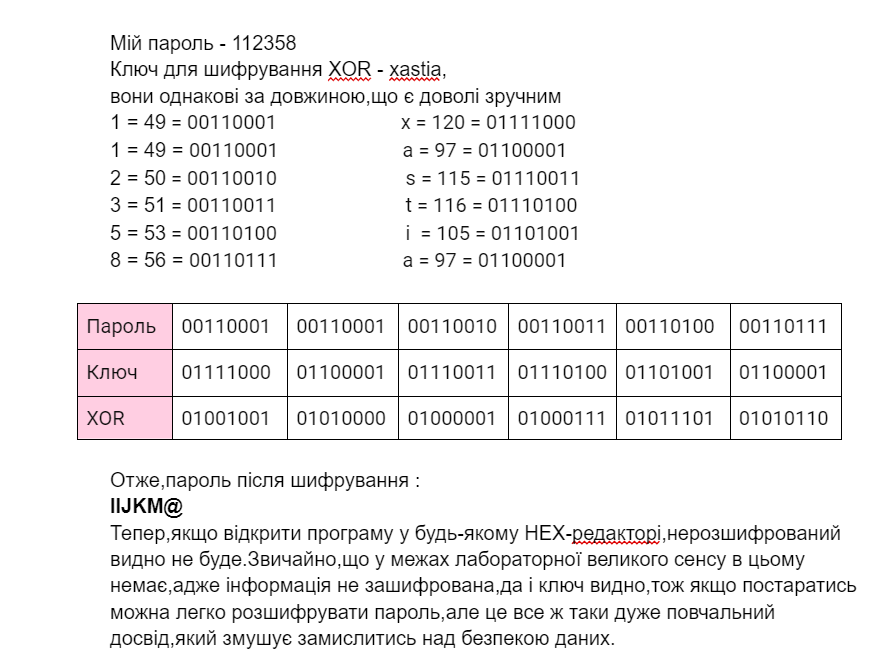 Мій пароль - 112358
Ключ для шифрування XOR - xastia,
вони однакові за довжиною,що є доволі зручним
1 = 49 = 00110001 x = 120 = 01111000
1 = 49 = 00110001 a = 97 = 01100001
2 = 50 = 00110010 s = 115 = 01110011
3 = 51 = 00110011 t = 116 = 01110100
5 = 53 = 00110100 i = 105 = 01101001
8 = 56 = 00110111 a = 97 = 01100001
Пароль 00110001 00110001 00110010 00110011 00110100 00110111
Ключ 01111000 01100001 01110011 01110100 01101001 01100001
XOR 01001001 01010000 01000001 01000111 01011101 01010110
Отже,пароль після шифрування :
IIJKM@
Тепер,якщо відкрити програму у будь-якому HEX-редакторі,нерозшифрований
видно не буде.Звичайно,що у межах лабораторної великого сенсу в цьому
немає,адже інформація не зашифрована,да і ключ видно,тож якщо постаратись
можна легко розшифрувати пароль,але це все ж таки дуже повчальний
досвід,який змушує замислитись над безпекою даних.